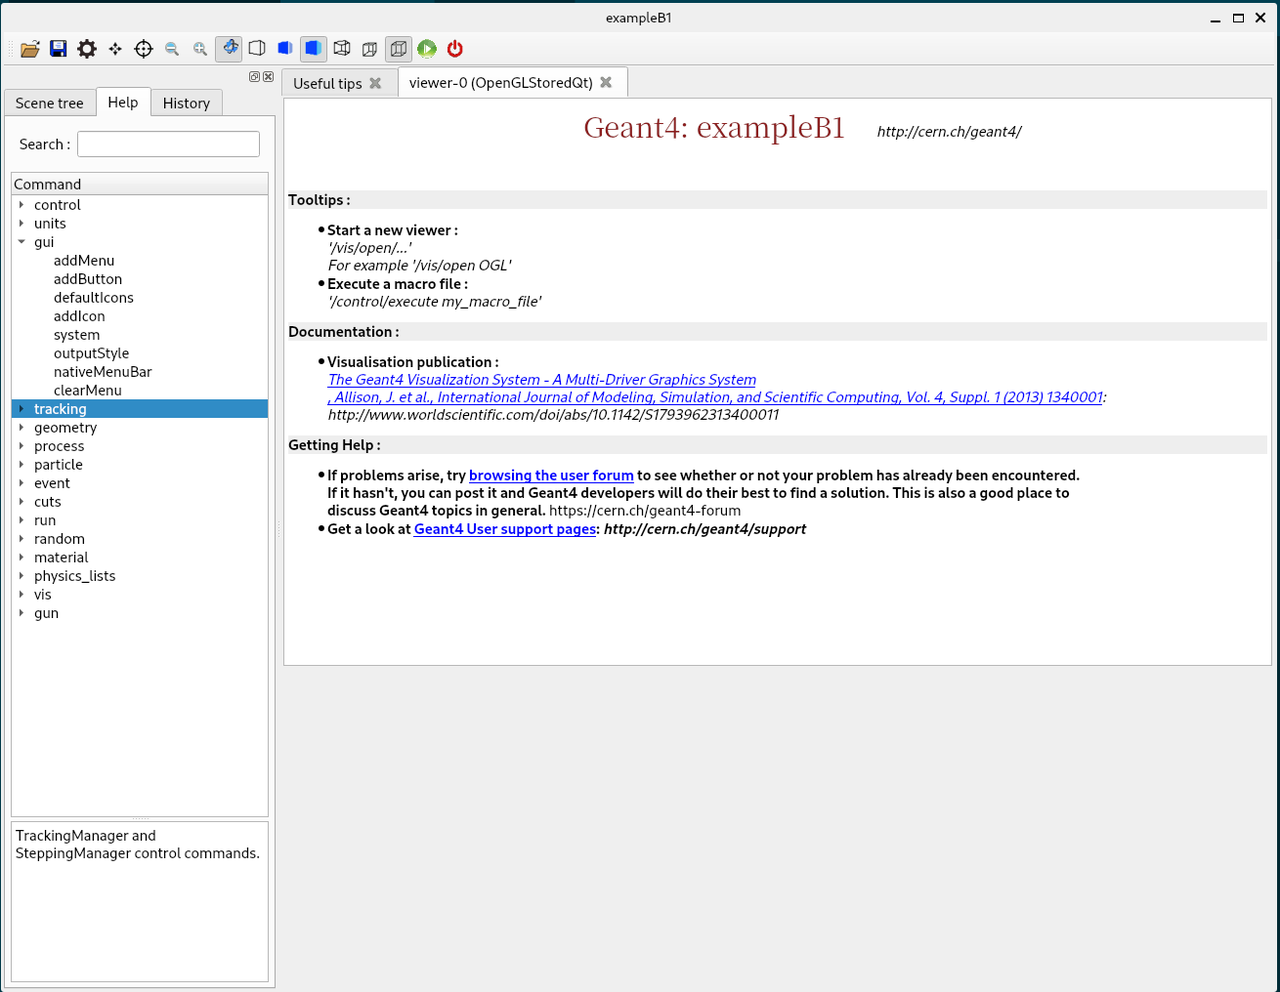 exampleB1
Scene tree
Help
History
Search :
Command
control
units
gui
addMenu
addButton
defaultIcons
addIcon
system
outputStyle
nativeMenuBar
clearMenu
tracking
geometry
process
particle
event
cuts
run
random
material
physics_lists
vis
gun
TrackingManager and
SteppingManager control commands.
Useful tips
viewer-0 (OpenGLStoredQt)
Geant4: exampleB1 http://cern.ch/geant4/
Tooltips :
Start a new viewer :
'/vis/open/...'
For example '/vis/open OGL'
Execute a macro file :
'/control/execute my_macro_file'
Documentation :
Visualisation publication :
The Geant4 Visualization System - A Multi-Driver Graphics System
, Allison, J. et al., International Journal of Modeling, Simulation, and Scientific Computing, Vol. 4, Suppl. 1 (2013) 1340001:
http://www.worldscientific.com/doi/abs/10.1142/S1793962313400011
Getting Help :
If problems arise, try browsing the user forum to see whether or not your problem has already been encountered.
If it hasn't, you can post it and Geant4 developers will do their best to find a solution. This is also a good place to
discuss Geant4 topics in general. https://cern.ch/geant4-forum
Get a look at Geant4 User support pages: http://cern.ch/geant4/support